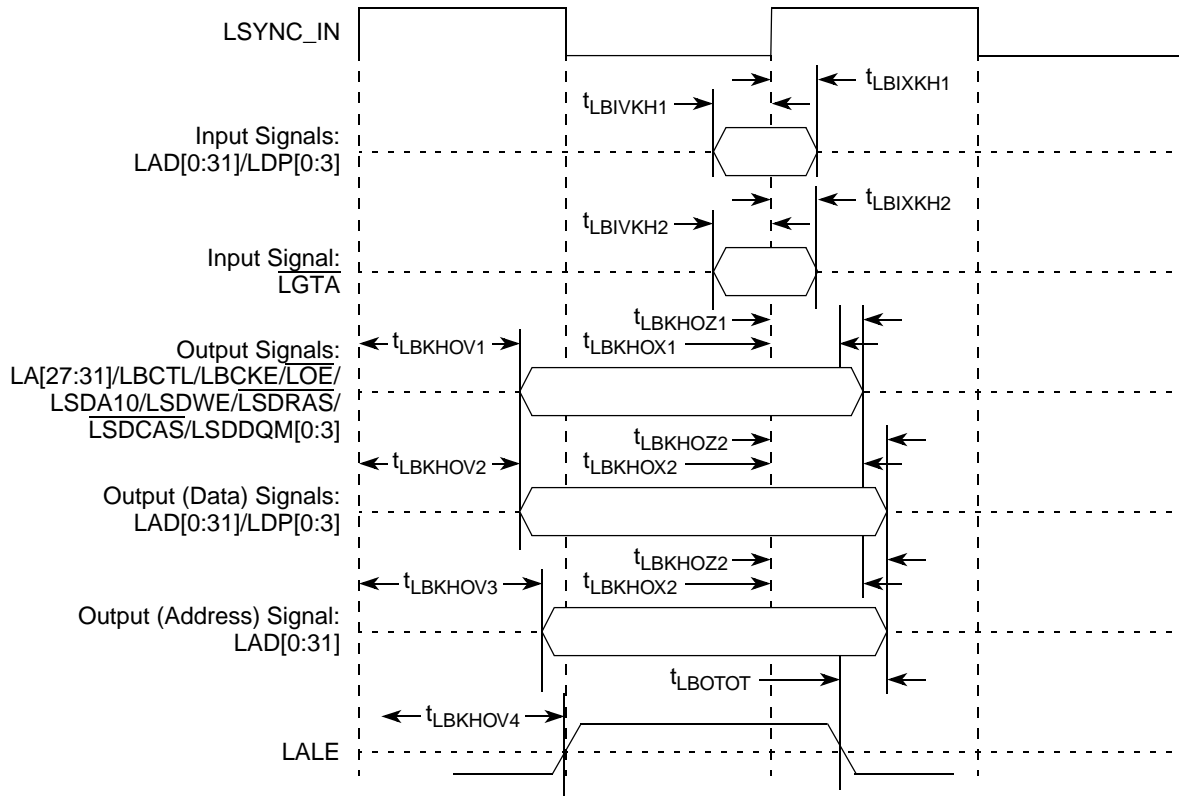 LSYNC_IN
tLBIXKH1
tLBIVKH1
Input Signals:
LAD[0:31]/LDP[0:3]
tLBIXKH2
tLBIVKH2
Input Signal:
LGTA
tLBKHOZ1
tLBKHOV1
tLBKHOX1
Output Signals:
LA[27:31]/LBCTL/LBCKE/LOE/
LSDA10/LSDWE/LSDRAS/
LSDCAS/LSDDQM[0:3]
tLBKHOZ2
tLBKHOV2
tLBKHOX2
Output (Data) Signals:
LAD[0:31]/LDP[0:3]
tLBKHOZ2
tLBKHOV3
tLBKHOX2
Output (Address) Signal:
LAD[0:31]
tLBOTOT
tLBKHOV4
LALE